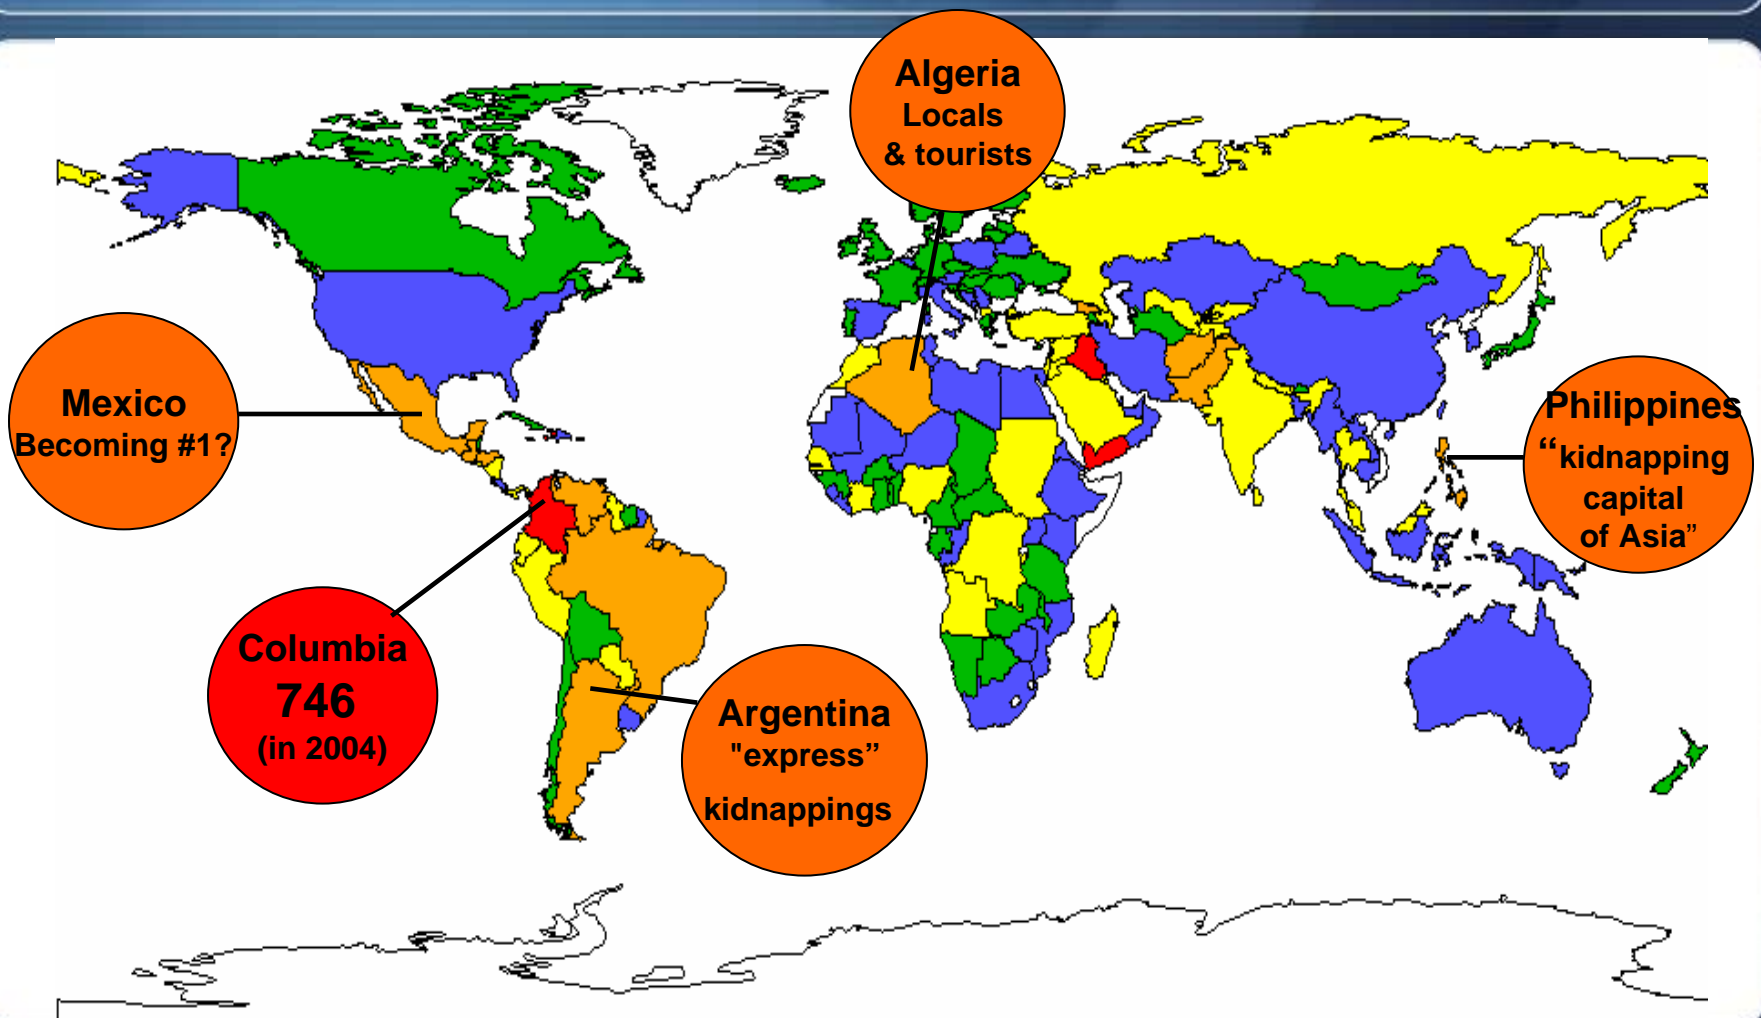 Algeria
Locals
& tourists
Mexico
Becoming #1?
Philippines
“kidnapping
capital
of Asia”
Columbia
746
(in 2004)
Argentina
"express”
kidnappings